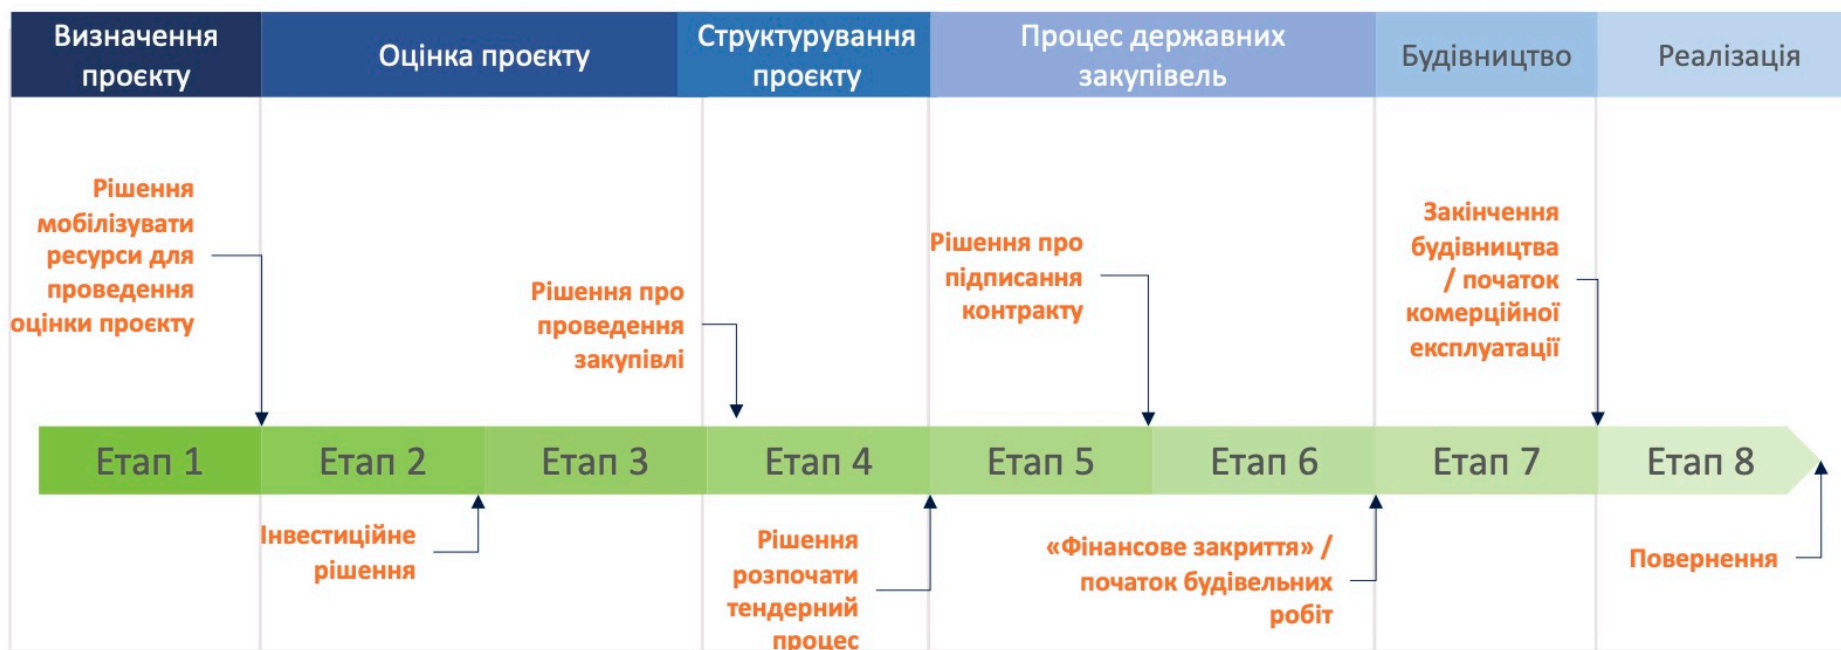 Визначення
проєкту
Оцінка проєкту
Структурування
проєкту
Процес державних
закупівель
Будівництво
Реалізація
Рішення
мобілізувати
ресурси для
проведення
оцінки проєкту
Рішення про
проведення
закупівлі
Рішення про
підписання
контракту
Закінчення
будівництва
/ початок
комерційної
експлуатації
Етап 1
Етап 2
Етап 3
Етап 4
Етап 5
Етап 6
Етап 7
Етап 8
Інвестиційне
рішення
Рішення
розпочати
тендерний
процес
«Фінансове закриття» /
початок будівельних
робіт
Повернення